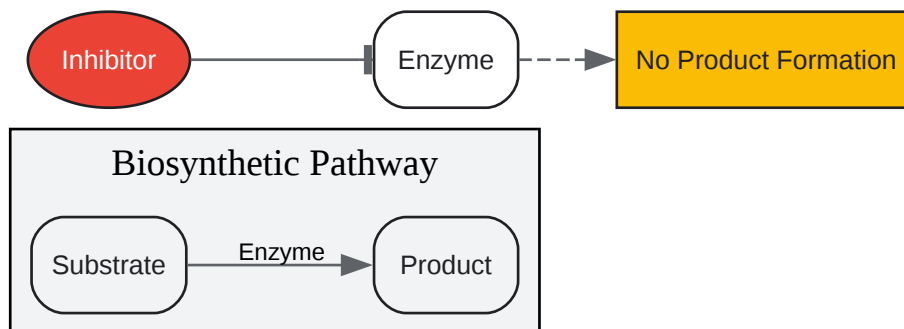 Inhibitor
Enzyme
No Product Formation
Biosynthetic Pathway
Substrate
Enzyme
Product